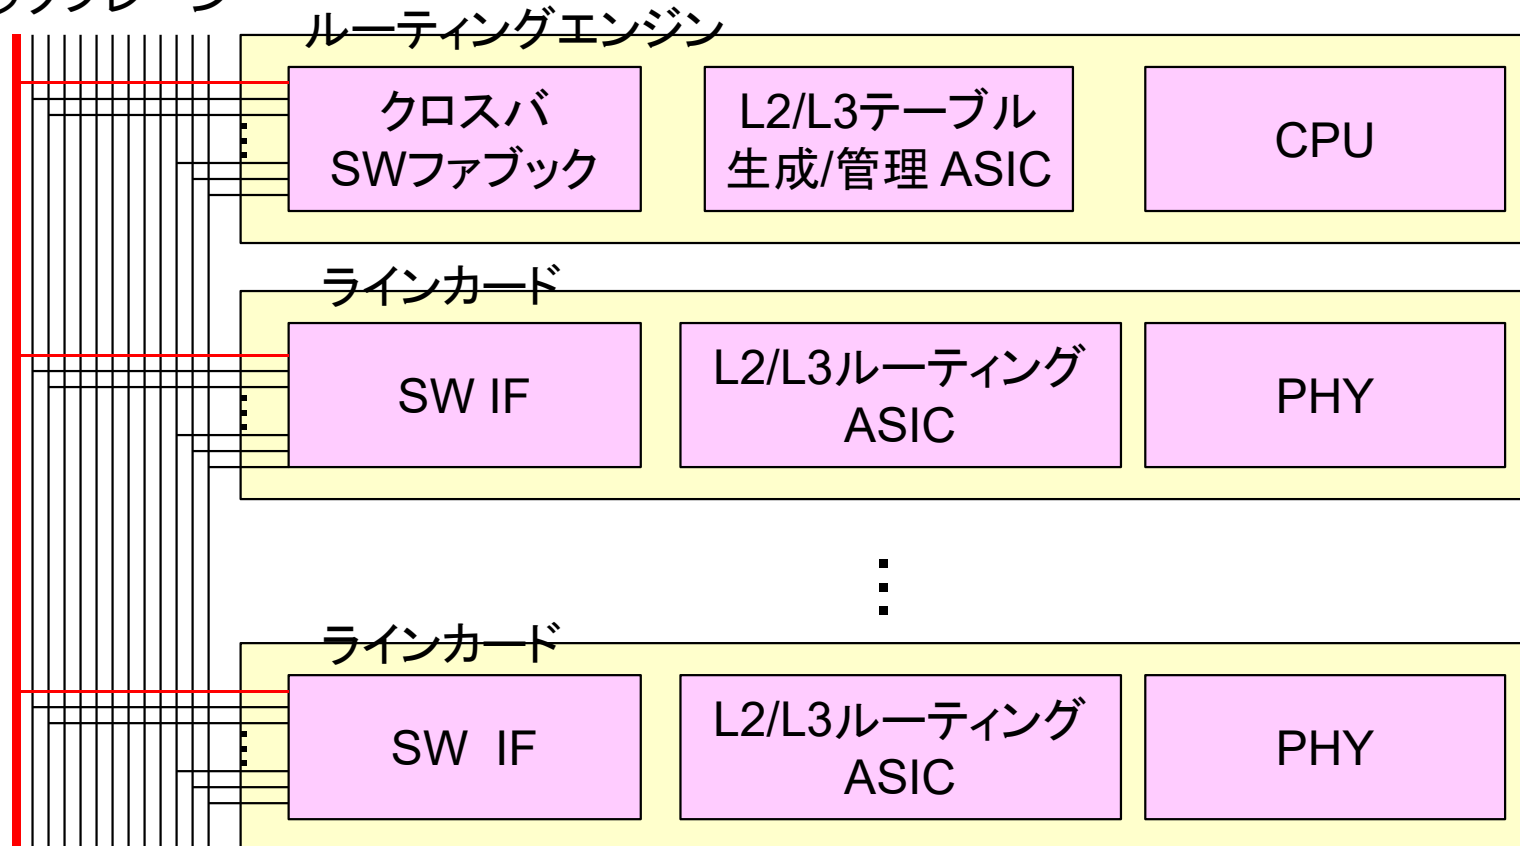 ルーティングエンジン
クロスバ
SWファブック
L2/L3テーブル
生成/管理 ASIC
CPU
ラインカード
SW IF
L2/L3ルーティング
ASIC
PHY
ラインカード
SW IF
L2/L3ルーティング
ASIC
PHY